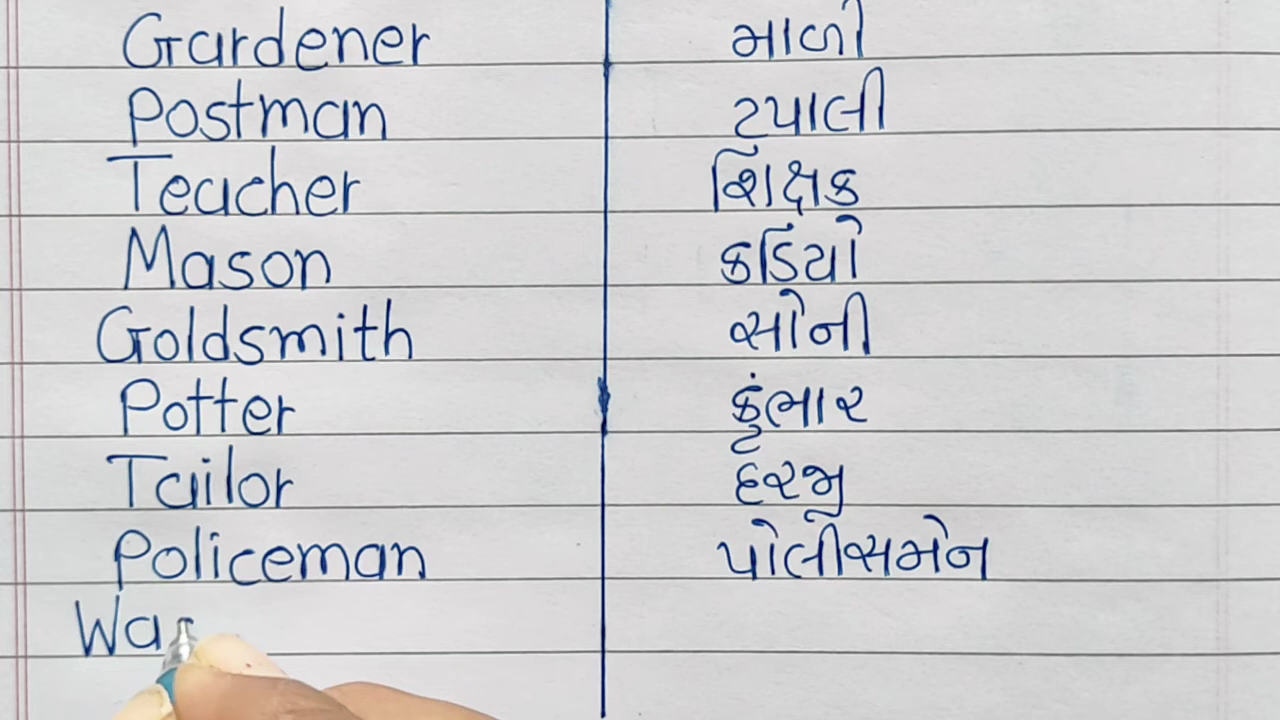 Gardener માળી
Postman ટપાલી
Teacher શિક્ષક
Mason કડિયો
Goldsmith સોની
Potter કુંભાર
Tailor દરજી
Policeman પોલીસમેન
Wa